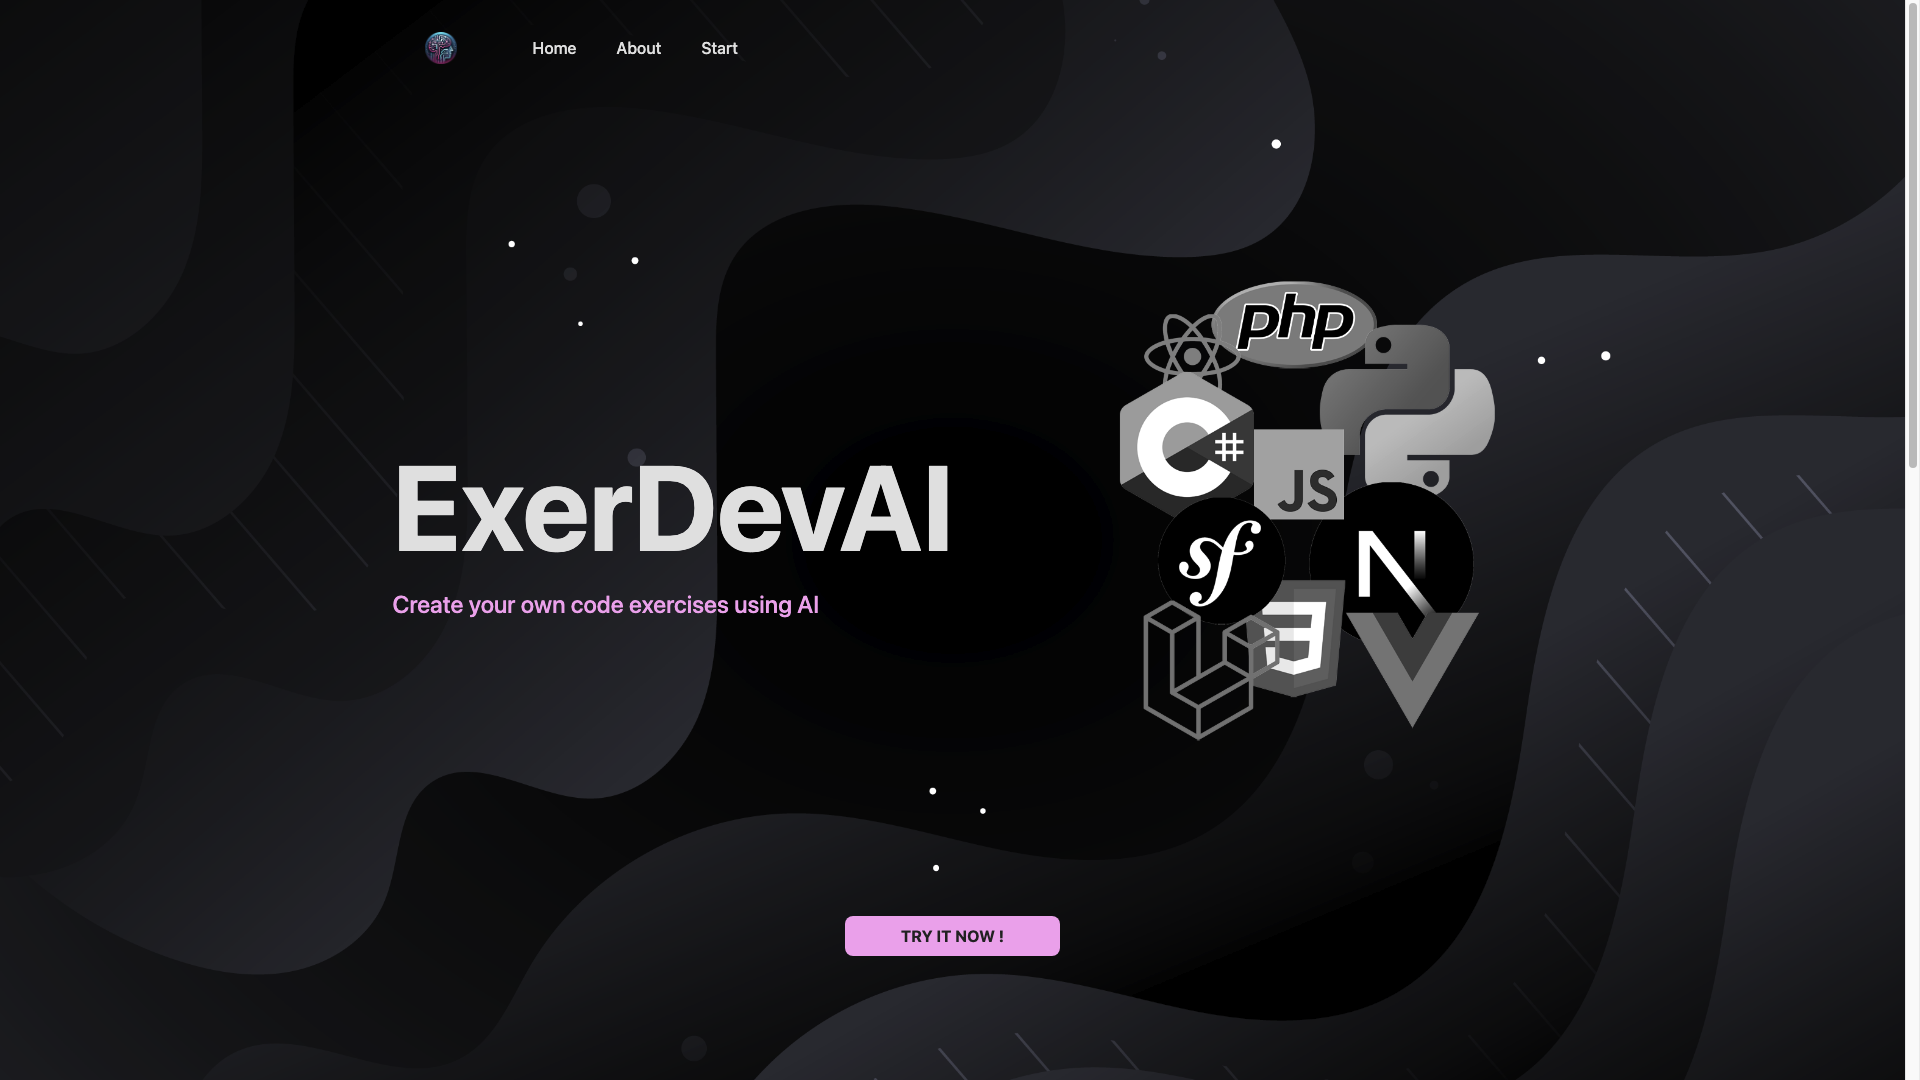 Home About Start
php
C#
JS
sf
N
ExerDevAI
Create your own code exercises using AI
3
TRY IT NOW !